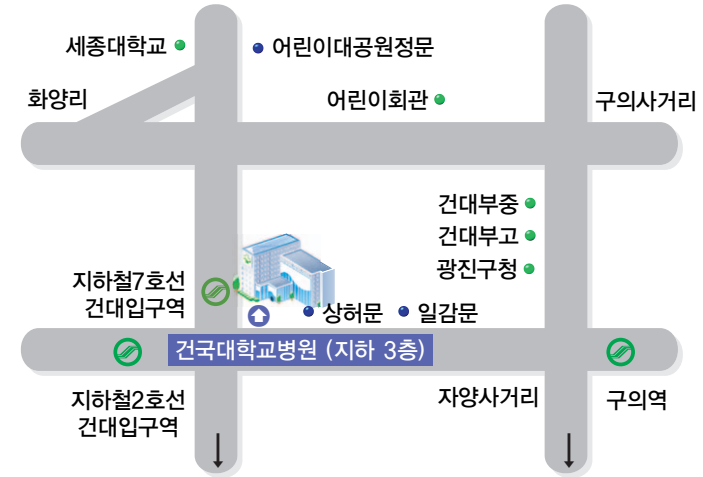 세종대학교
어린이대공원정문
화양리
어린이회관
구의사거리
건대부중
건대부고
광진구청
지하철7호선
건대입구역
상허문
일감문
건국대학교병원 (지하 3층)
지하철2호선
건대입구역
자양사거리
구의역